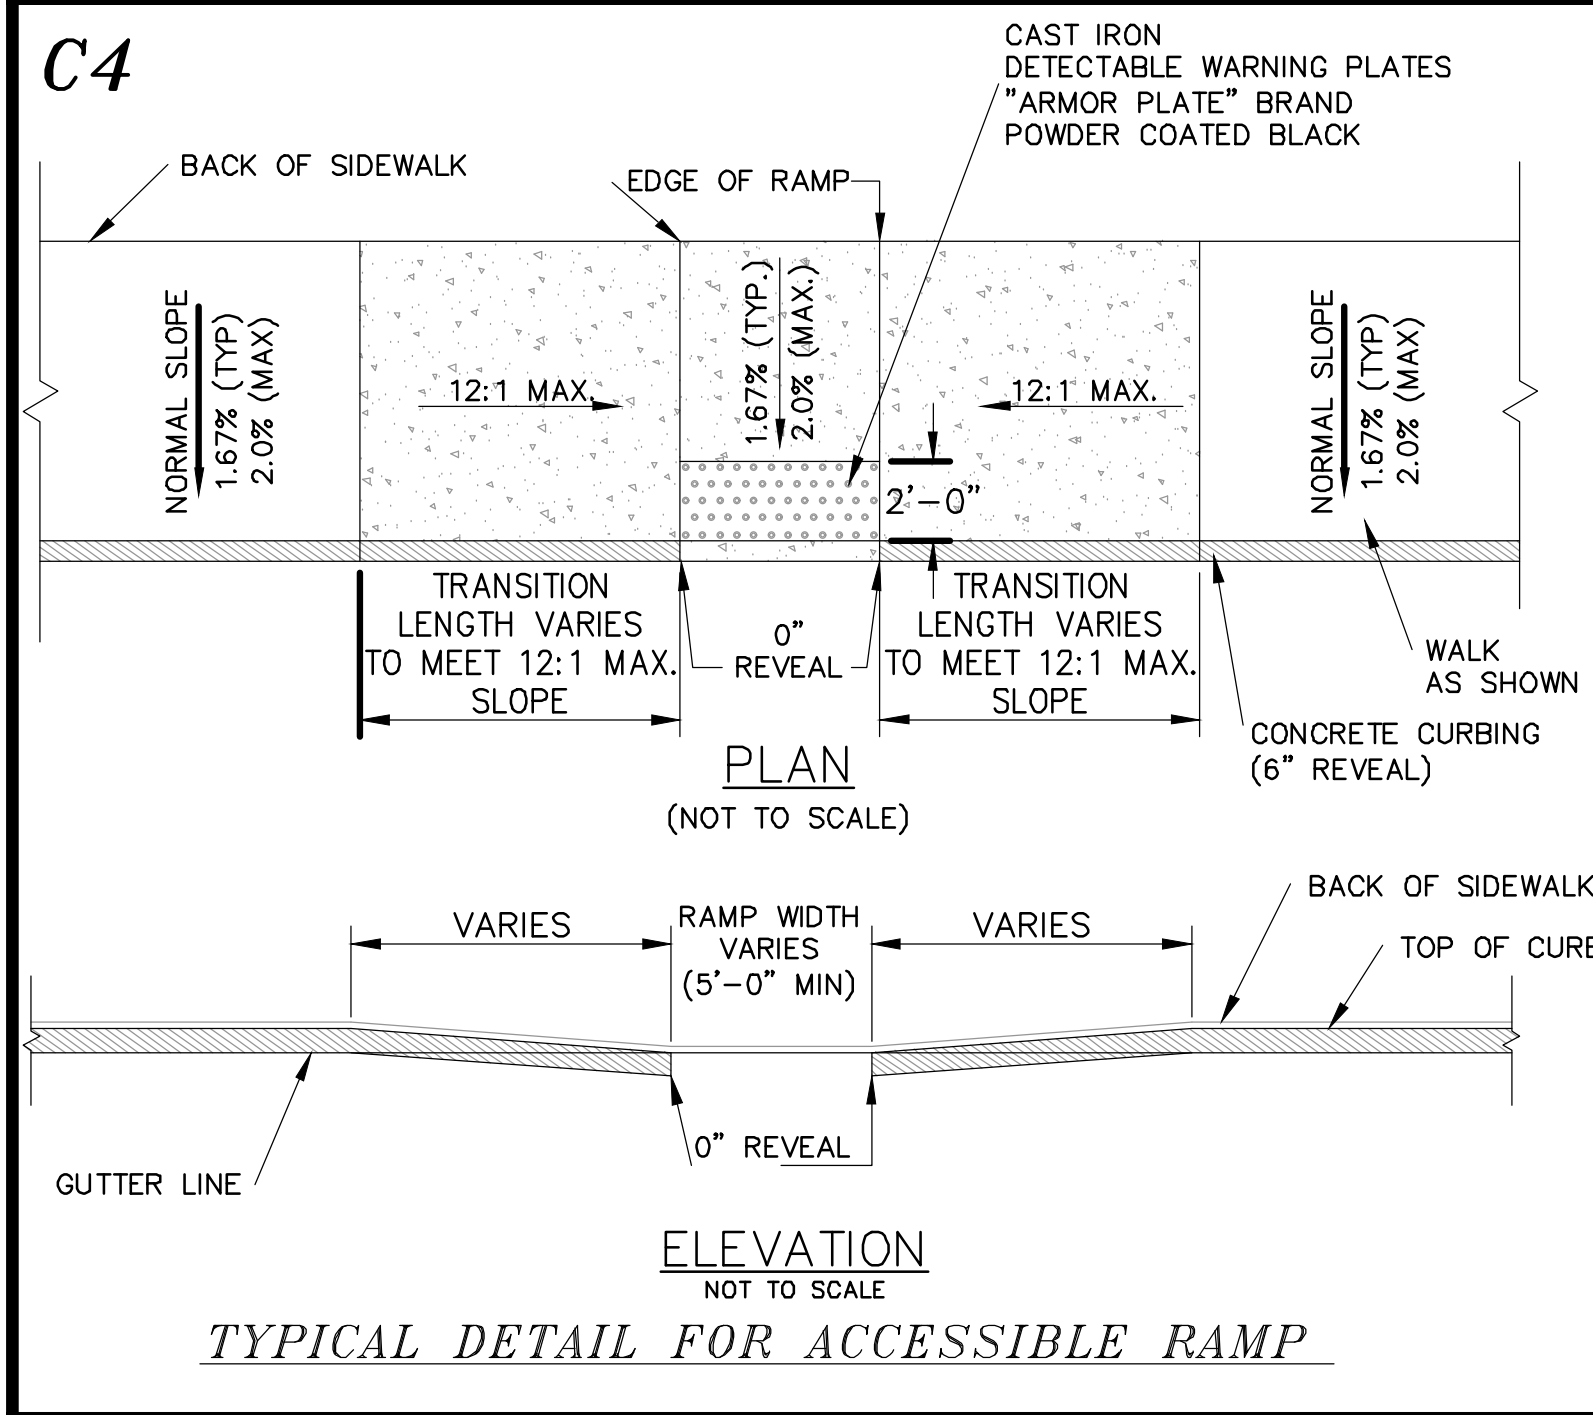 C4
CAST IRON
DETECTABLE WARNING PLATES
"ARMOR PLATE" BRAND
POWDER COATED BLACK
BACK OF SIDEWALK
EDGE OF RAMP
NORMAL SLOPE
1.67% (TYP)
2.0% (MAX)
12:1 MAX.
1.67% (TYP.)
2.0% (MAX.)
12:1 MAX.
NORMAL SLOPE
1.67% (TYP)
2.0% (MAX)
2'-0"
TRANSITION
LENGTH VARIES
TO MEET 12:1 MAX.
SLOPE
0"
REVEAL
TRANSITION
LENGTH VARIES
TO MEET 12:1 MAX.
SLOPE
WALK
AS SHOWN
CONCRETE CURBING
(6" REVEAL)
PLAN
(NOT TO SCALE)
BACK OF SIDEWALK
VARIES
RAMP WIDTH
VARIES
(5'-0" MIN)
VARIES
TOP OF CURB
0" REVEAL
GUTTER LINE
ELEVATION
NOT TO SCALE
TYPICAL DETAIL FOR ACCESSIBLE RAMP